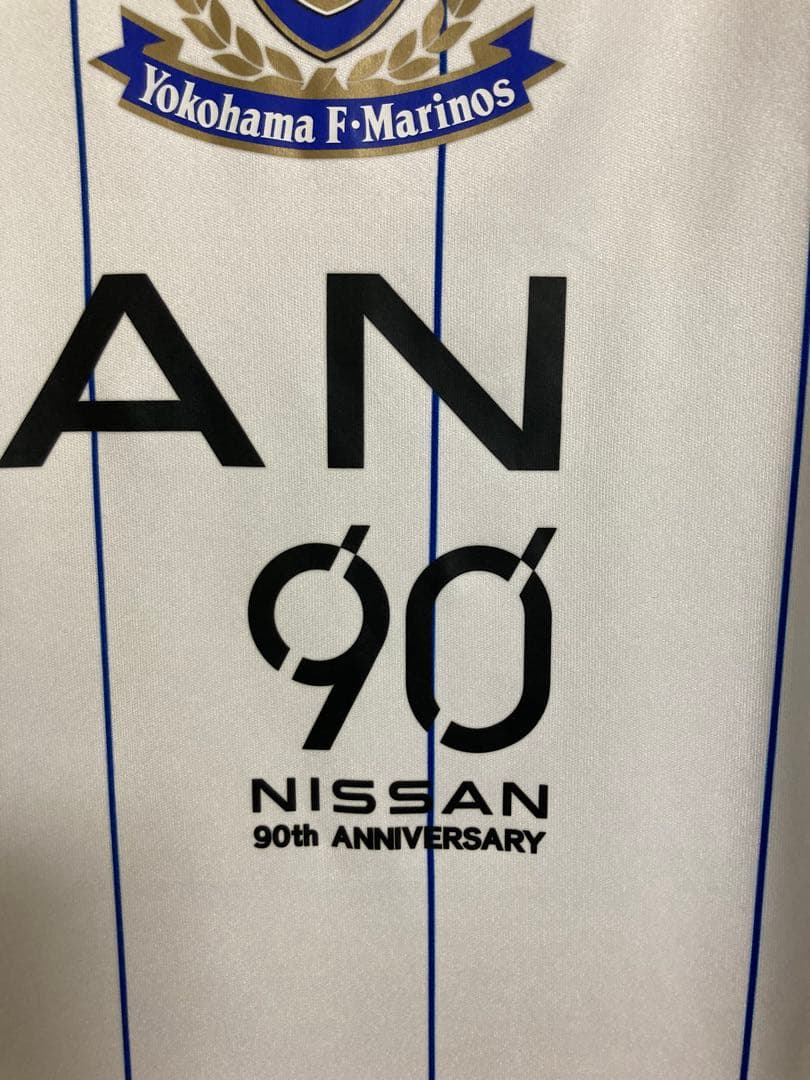 Yokohama F·Marinos
AN
90
NISSAN
90th ANNIVERSARY